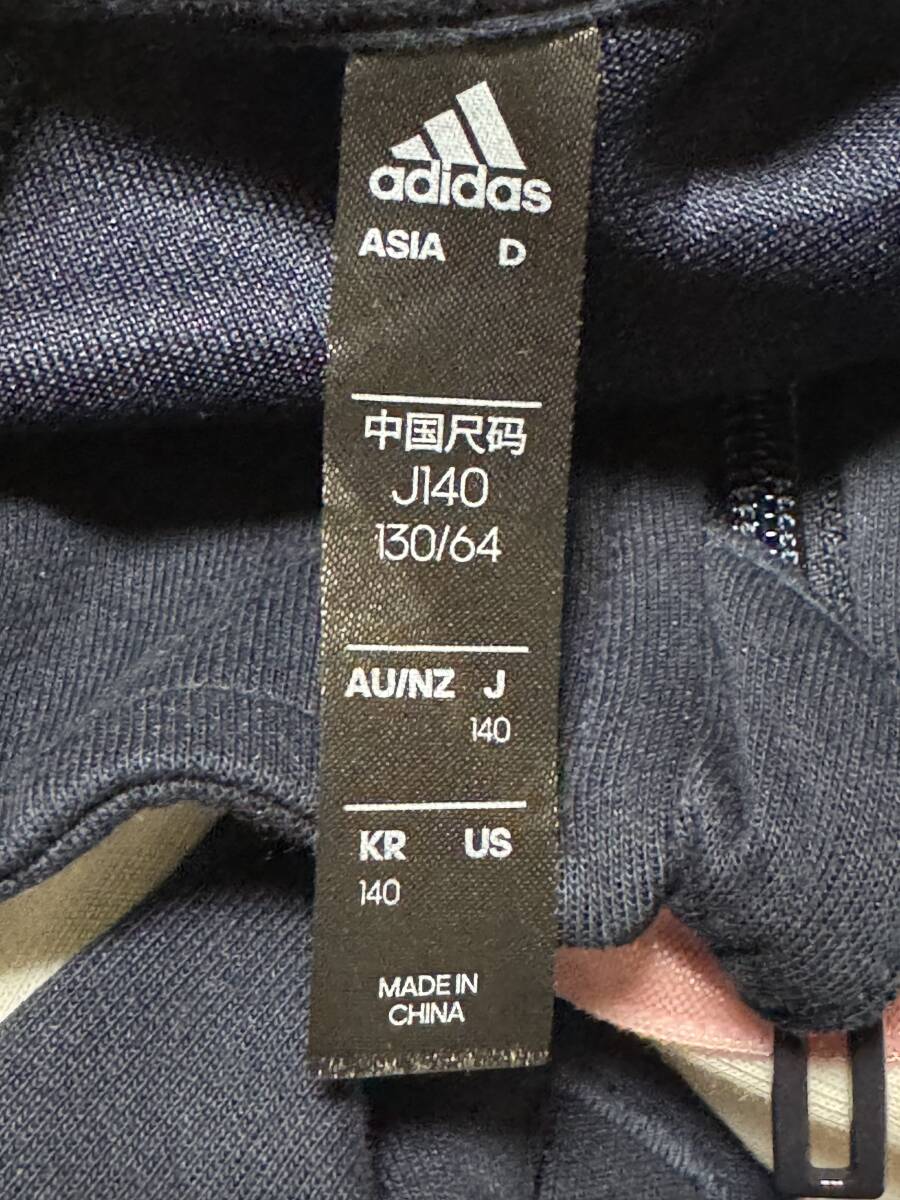 adidas
ASIA D
中国尺码
J140
130/64
AU/NZ J
140
KR US
140
MADE IN
CHINA